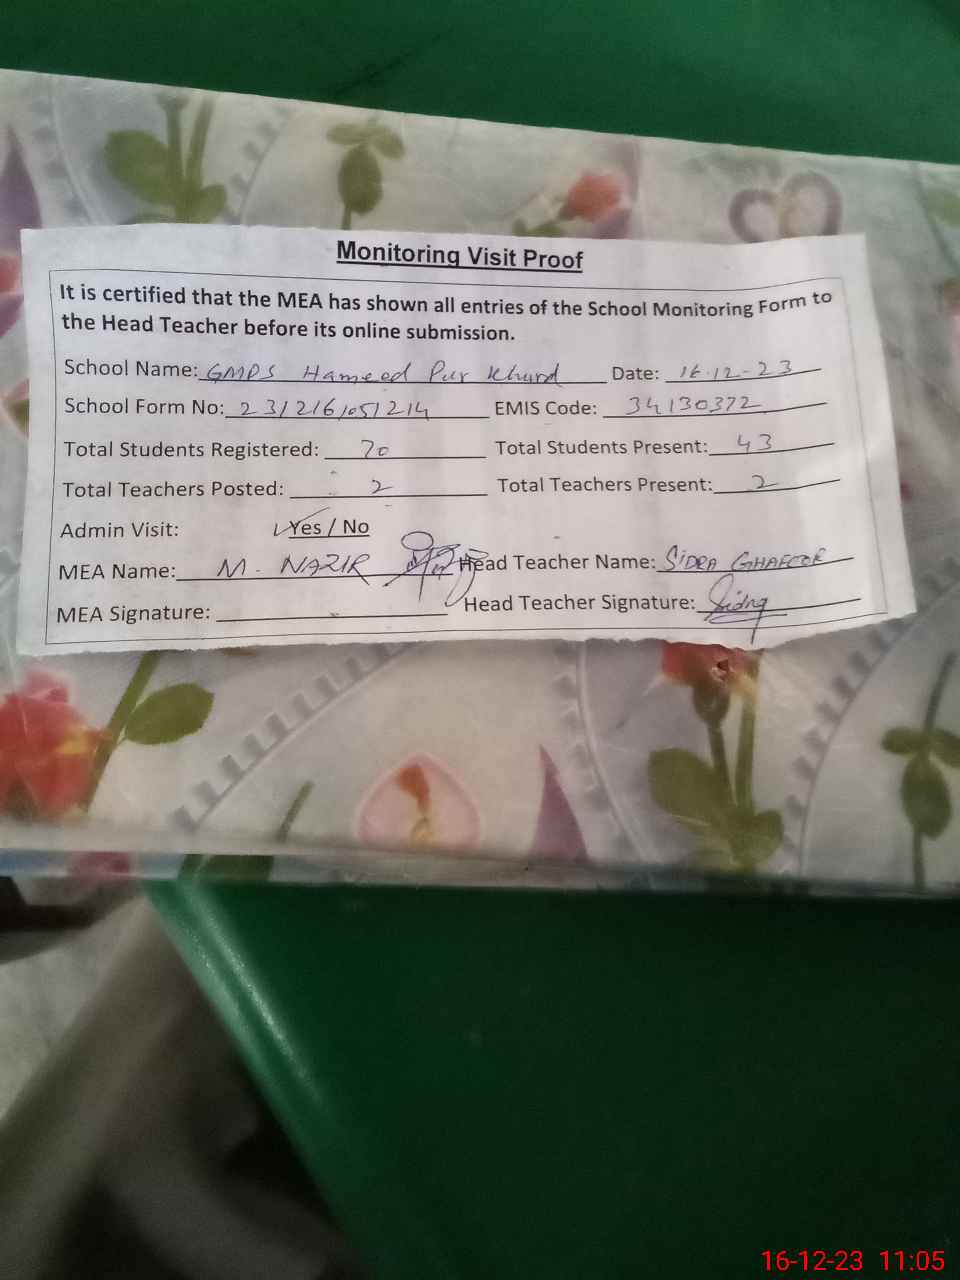 Monitoring Visit Proof
It is certified that the MEA has shown all entries of the School Monitoring Form to
the Head Teacher before its online submission.
School Name: GMPS Hameed Pur Khurd Date: 16-12-23
School Form No: 23/216/051214 EMIS Code: 34130372
Total Students Registered: 70 Total Students Present: 43
Total Teachers Posted: 2 Total Teachers Present: 2
Admin Visit: Yes / No
MEA Name: M. NAZIR Head Teacher Name: SIDRA GHAFOOR
MEA Signature: Head Teacher Signature: Sidra
16-12-23 11:05